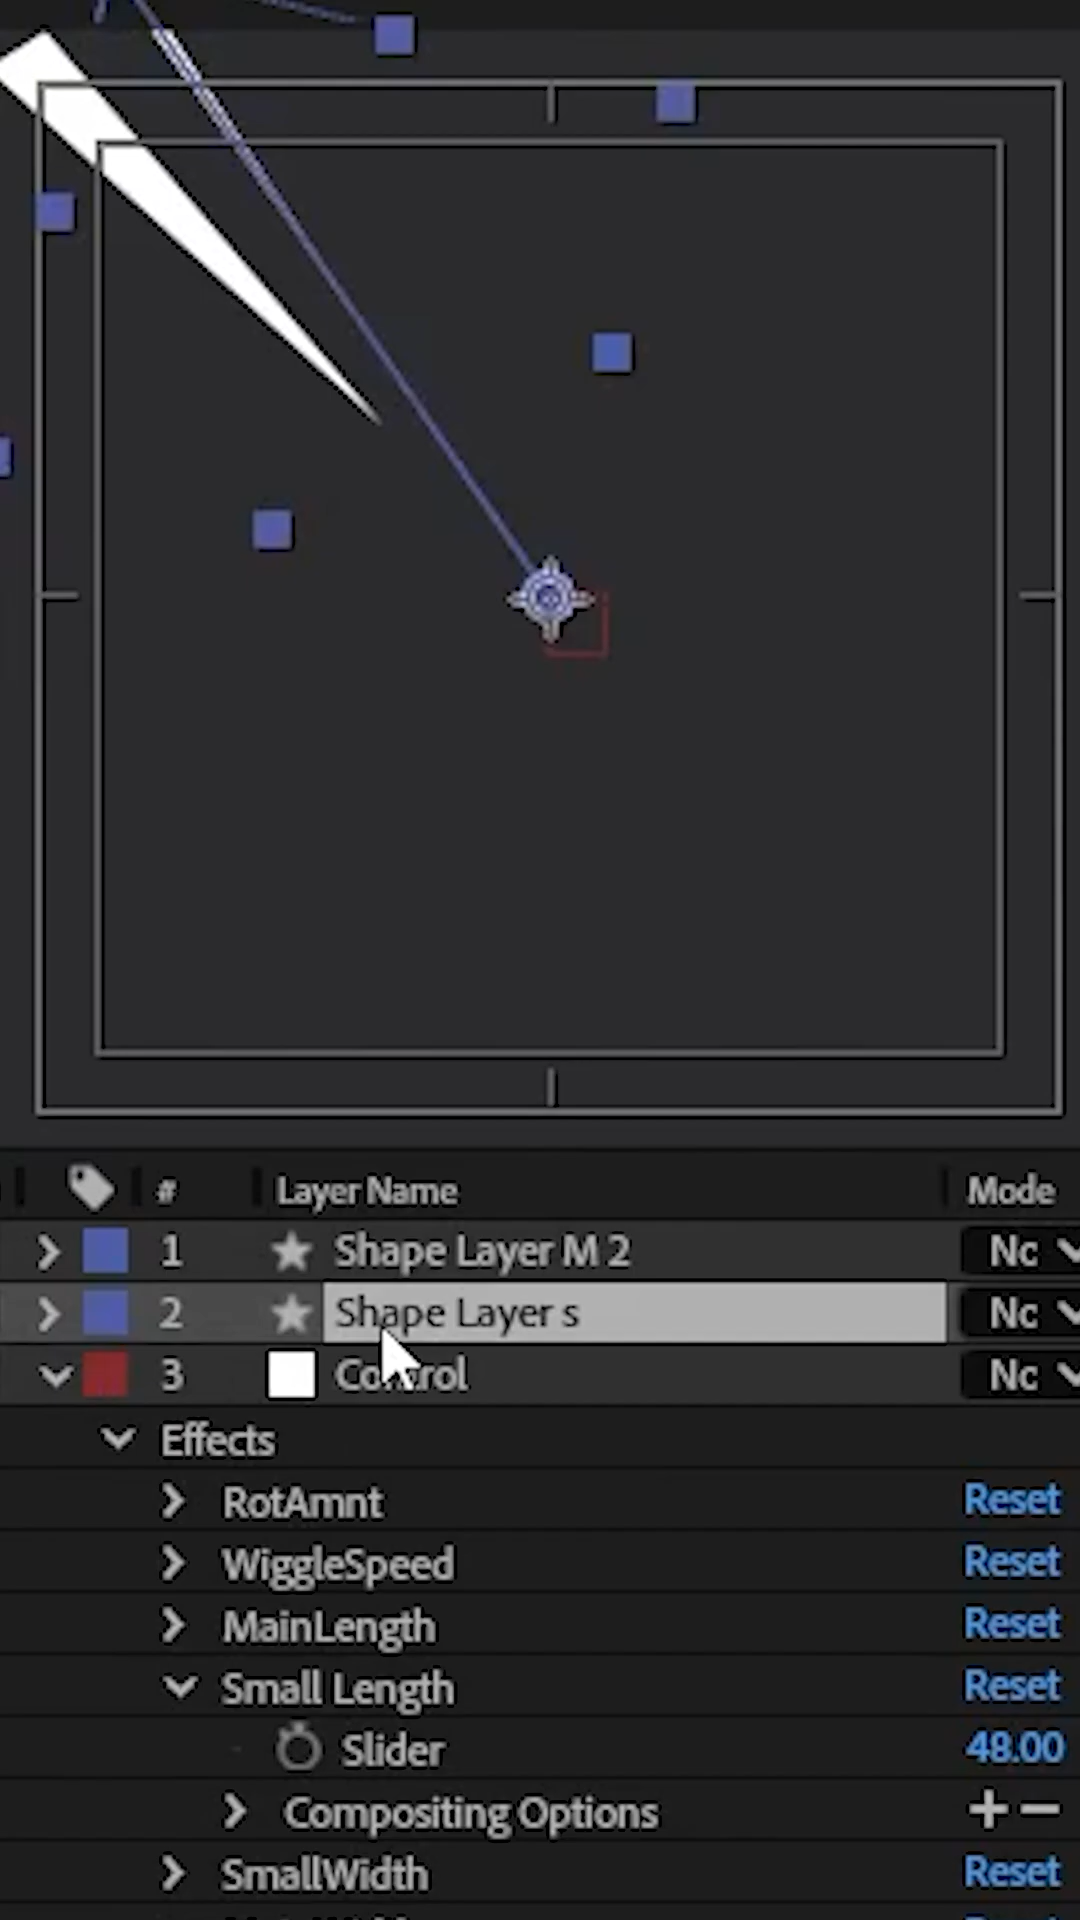 # Layer Name Mode
1 Shape Layer M 2 Nc
2 Shape Layer s Nc
3 Control Nc
Effects
RotAmnt Reset
WiggleSpeed Reset
MainLength Reset
Small Length Reset
Slider 48.00
Compositing Options + −
SmallWidth Reset